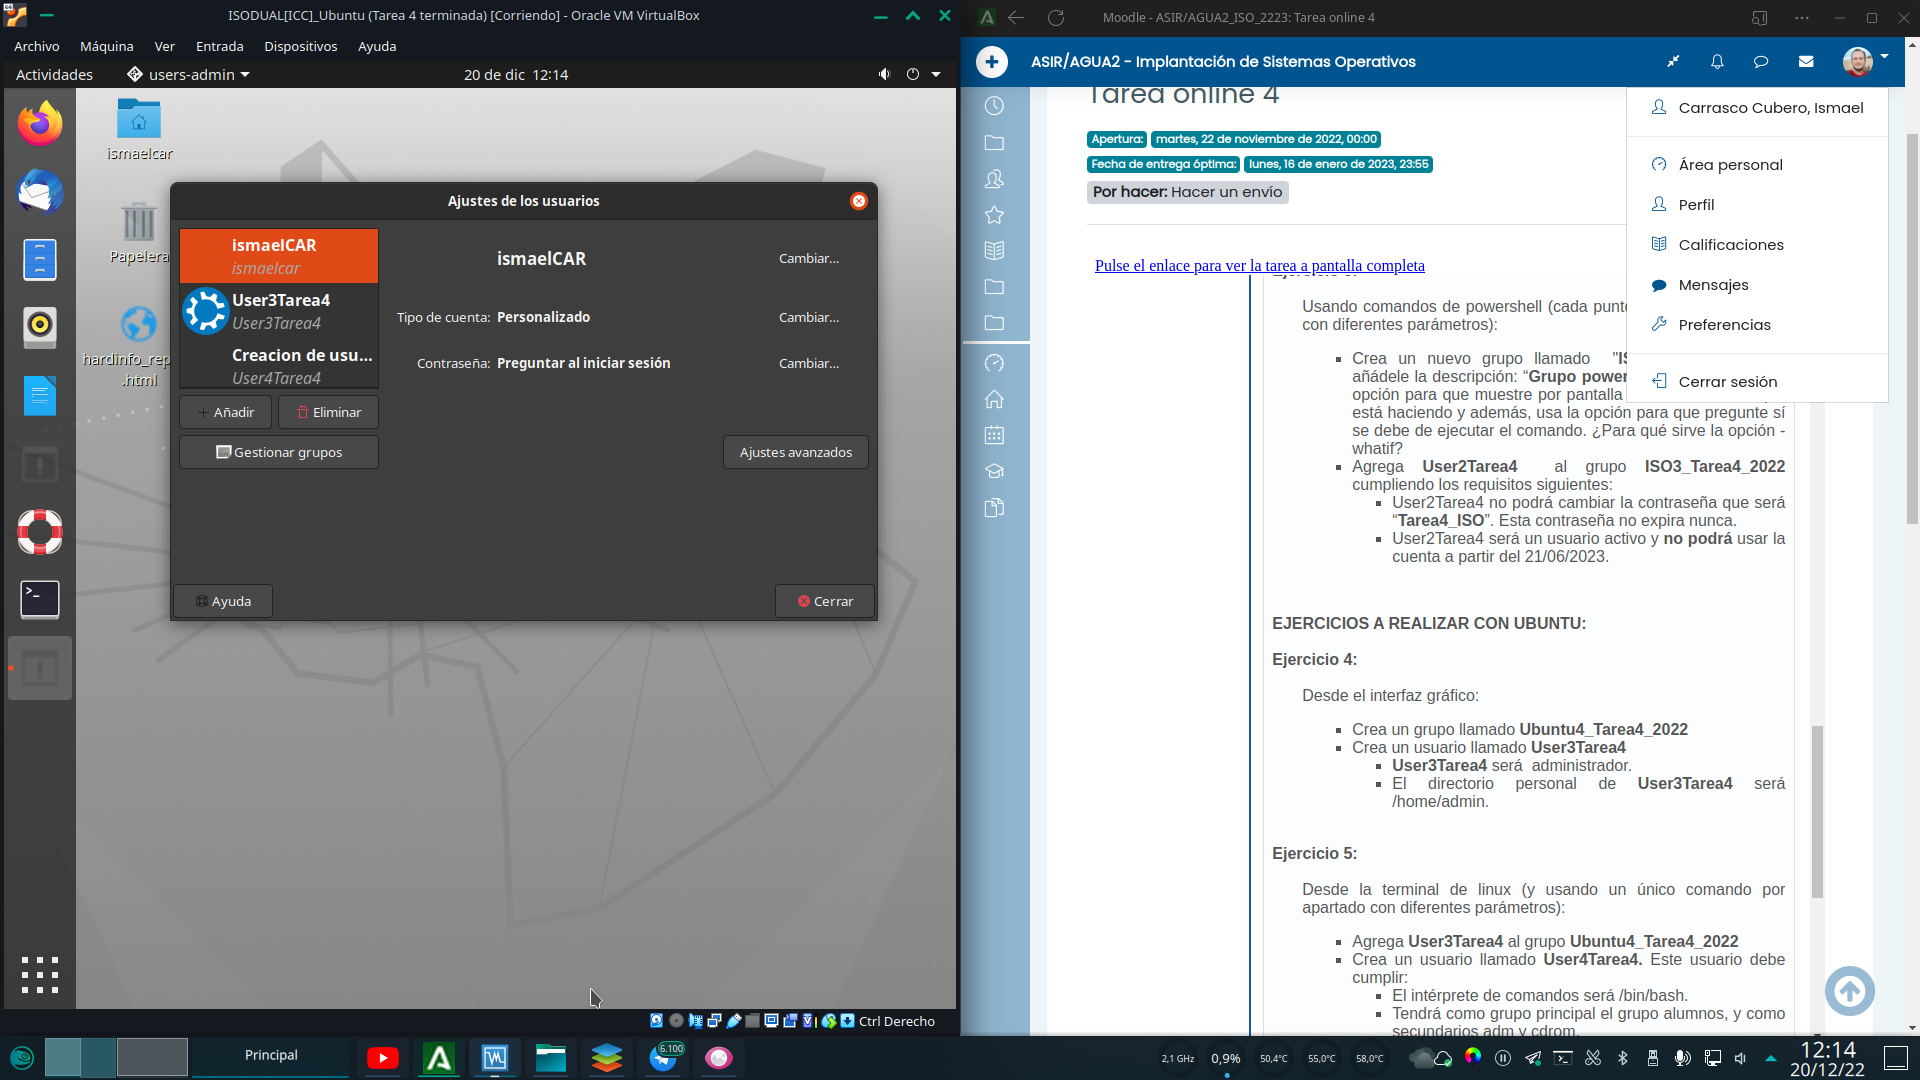 ISODUAL[ICC]_Ubuntu (Tarea 4 terminada) [Corriendo] - Oracle VM VirtualBox
Archivo Máquina Ver Entrada Dispositivos Ayuda
Actividades users-admin 20 de dic 12:14
ismaelcar
Papelera
hardinfo_rep
.html
Ajustes de los usuarios
ismaelCAR
ismaelcar
User3Tarea4
User3Tarea4
Creacion de usu...
User4Tarea4
Añadir Eliminar
Gestionar grupos
ismaelCAR Cambiar...
Tipo de cuenta: Personalizado Cambiar...
Contraseña: Preguntar al iniciar sesión Cambiar...
Ajustes avanzados
Ayuda Cerrar
Ctrl Derecho
Moodle - ASIR/AGUA2_ISO_2223: Tarea online 4
ASIR/AGUA2 - Implantación de Sistemas Operativos
Tarea online 4
Apertura: martes, 22 de noviembre de 2022, 00:00
Fecha de entrega óptima: lunes, 16 de enero de 2023, 23:55
Por hacer: Hacer un envío
Carrasco Cubero, Ismael
Área personal
Perfil
Calificaciones
Mensajes
Preferencias
Cerrar sesión
Pulse el enlace para ver la tarea a pantalla completa
Usando comandos de powershell (cada punt
con diferentes parámetros):
Crea un nuevo grupo llamado "IS
añádele la descripción: “Grupo power
opción para que muestre por pantalla
está haciendo y además, usa la opción para que pregunte sí
se debe de ejecutar el comando. ¿Para qué sirve la opción -
whatif?
Agrega User2Tarea4 al grupo ISO3_Tarea4_2022
cumpliendo los requisitos siguientes:
User2Tarea4 no podrá cambiar la contraseña que será
“Tarea4_ISO”. Esta contraseña no expira nunca.
User2Tarea4 será un usuario activo y no podrá usar la
cuenta a partir del 21/06/2023.
EJERCICIOS A REALIZAR CON UBUNTU:
Ejercicio 4:
Desde el interfaz gráfico:
Crea un grupo llamado Ubuntu4_Tarea4_2022
Crea un usuario llamado User3Tarea4
User3Tarea4 será administrador.
El directorio personal de User3Tarea4 será
/home/admin.
Ejercicio 5:
Desde la terminal de linux (y usando un único comando por
apartado con diferentes parámetros):
Agrega User3Tarea4 al grupo Ubuntu4_Tarea4_2022
Crea un usuario llamado User4Tarea4. Este usuario debe
cumplir:
El intérprete de comandos será /bin/bash.
Tendrá como grupo principal el grupo alumnos, y como
secundarios adm y cdrom.
Principal 6.100 2,1 GHz 0,9% 50,4°C 55,0°C 58,0°C 12:14
20/12/22